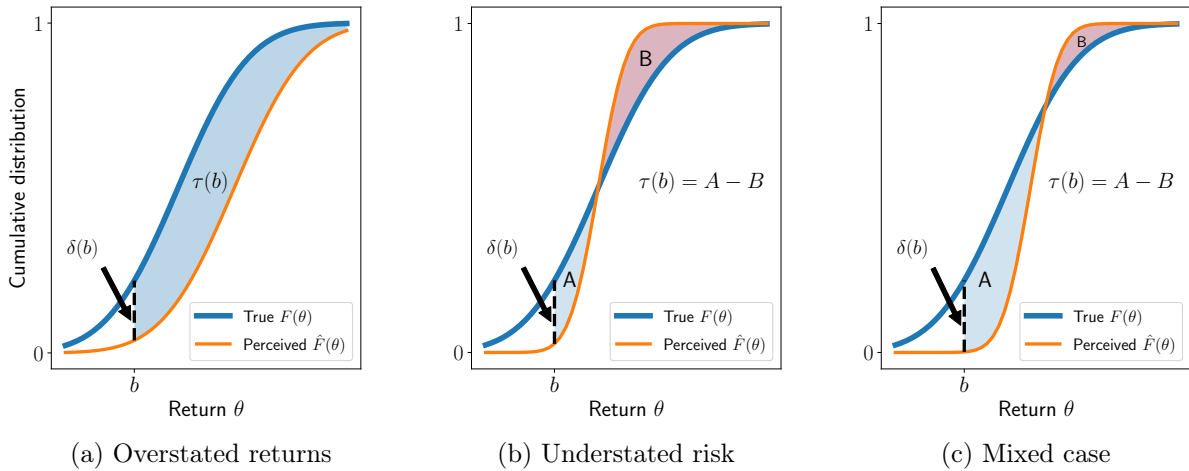 Cumulative distribution
1
0
τ(b)
δ(b)
True F(θ)
Perceived F̂(θ)
b
Return θ
(a) Overstated returns
1
0
B
τ(b) = A − B
δ(b)
A
True F(θ)
Perceived F̂(θ)
b
Return θ
(b) Understated risk
1
0
B
τ(b) = A − B
δ(b)
A
True F(θ)
Perceived F̂(θ)
b
Return θ
(c) Mixed case